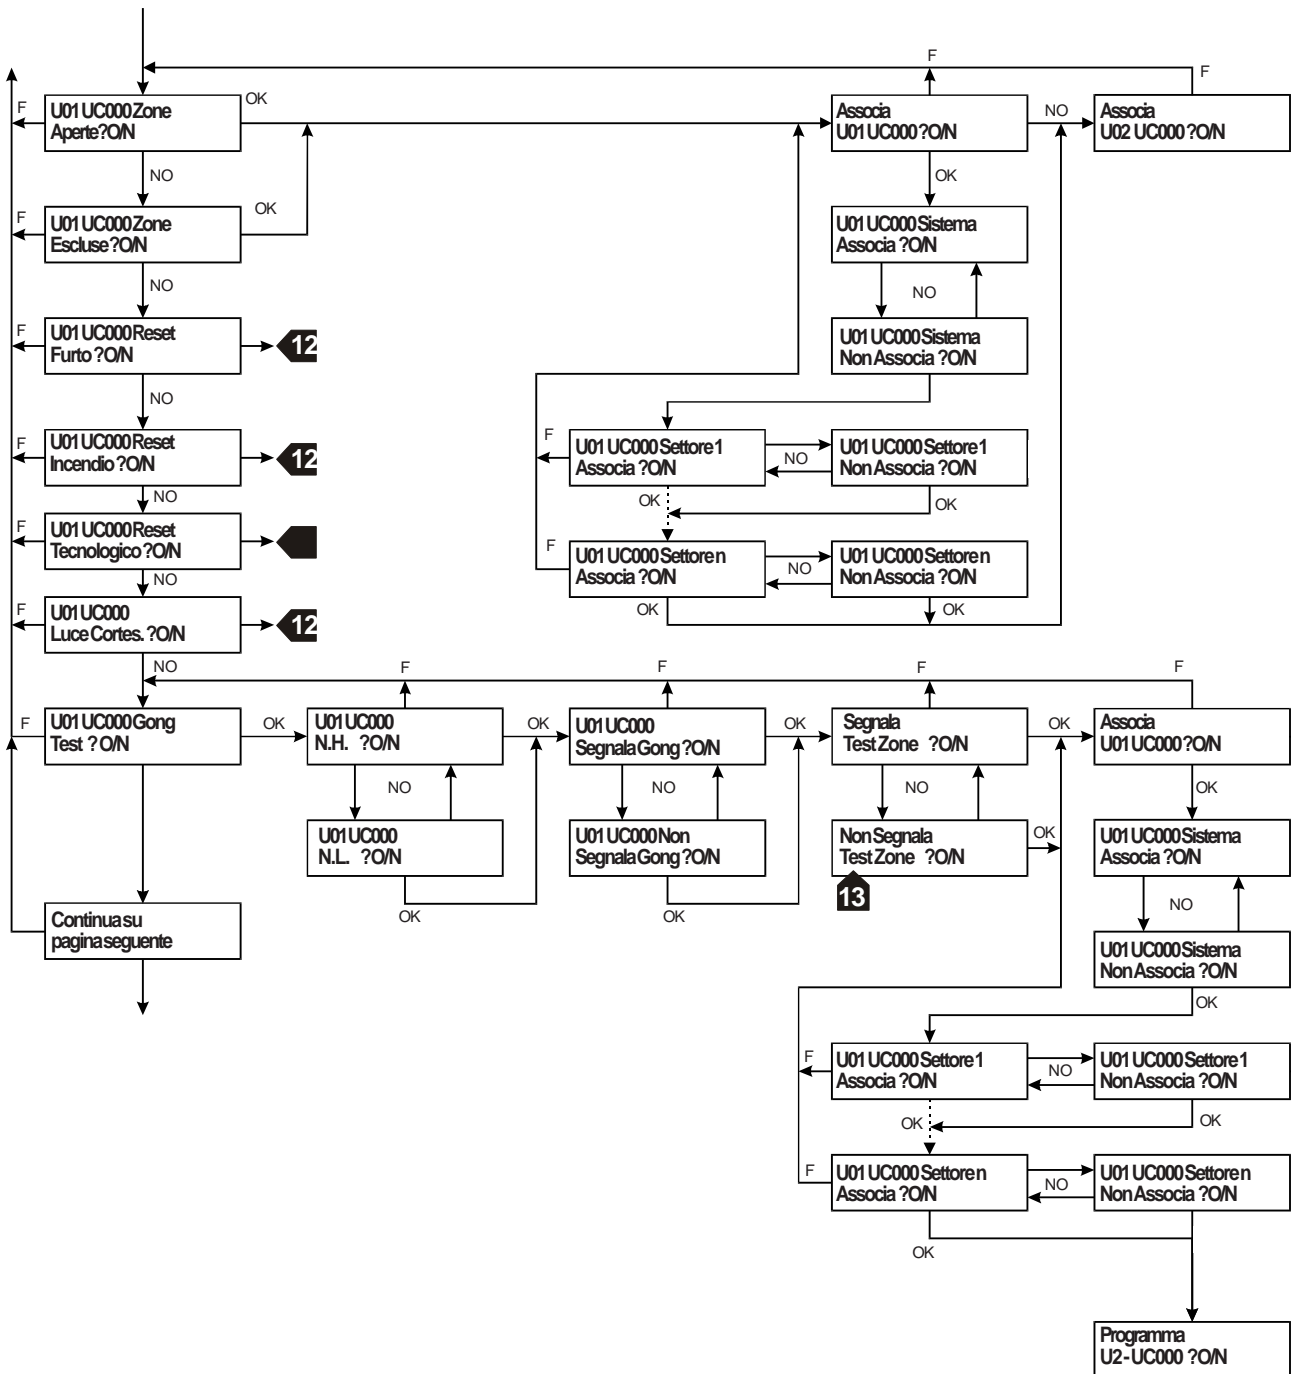 F
F
F
U01 UC000 Zone
Aperte?O/N
OK
Associa
U01 UC000 ?O/N
NO
Associa
U02 UC000 ?O/N
NO
OK
F
U01 UC000 Zone
Escluse ?O/N
OK
U01 UC000 Sistema
Associa ?O/N
NO
NO
F
U01 UC000 Reset
Furto ?O/N
12
U01 UC000 Sistema
Non Associa ?O/N
NO
F
U01 UC000 Reset
Incendio ?O/N
12
F
U01 UC000 Settore 1
Associa ?O/N
NO
U01 UC000 Settore 1
Non Associa ?O/N
NO
OK
OK
F
U01 UC000 Reset
Tecnologico ?O/N
F
U01 UC000 Settore n
Associa ?O/N
NO
U01 UC000 Settore n
Non Associa ?O/N
NO
F
U01 UC000
Luce Cortes. ?O/N
12
OK
OK
NO
F
F
F
F
F
U01 UC000 Gong
Test ? O/N
OK
U01 UC000
N.H. ?O/N
OK
U01 UC000
Segnala Gong ?O/N
OK
Segnala
Test Zone ?O/N
OK
Associa
U01 UC000 ?O/N
NO
NO
NO
OK
U01 UC000
N.L. ?O/N
U01 UC000 Non
Segnala Gong ?O/N
Non Segnala
Test Zone ?O/N
OK
U01 UC000 Sistema
Associa ?O/N
13
OK
OK
NO
Continua su
pagina seguente
U01 UC000 Sistema
Non Associa ?O/N
OK
F
U01 UC000 Settore 1
Associa ?O/N
NO
U01 UC000 Settore 1
Non Associa ?O/N
OK
OK
F
U01 UC000 Settore n
Associa ?O/N
NO
U01 UC000 Settore n
Non Associa ?O/N
OK
Programma
U2 - UC000 ?O/N